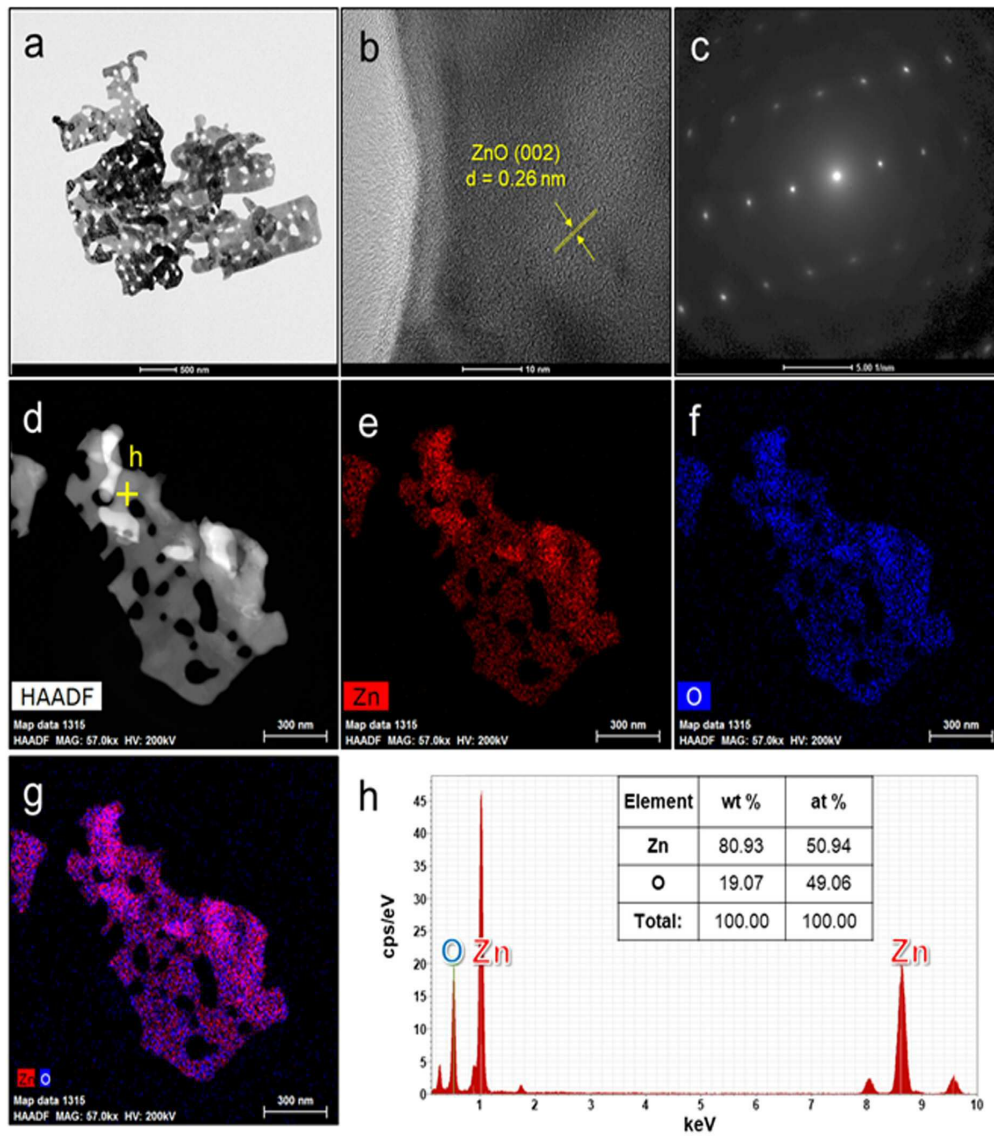 a
b
c
ZnO (002)
d = 0.26 nm
500 nm
10 nm
5.00 1/nm
d
e
f
h
HAADF
Zn
O
Map data 1315
HAADF MAG: 57.0kx HV: 200kV
300 nm
Map data 1315
HAADF MAG: 57.0kx HV: 200kV
300 nm
Map data 1315
HAADF MAG: 57.0kx HV: 200kV
300 nm
g
Zn O
Map data 1315
HAADF MAG: 57.0kx HV: 200kV
300 nm
h
Element wt % at %
Zn 80.93 50.94
O 19.07 49.06
Total: 100.00 100.00
cps/eV
45
40
35
30
25
20
15
10
5
0
O Zn Zn
1 2 3 4 5 6 7 8 9 10
keV